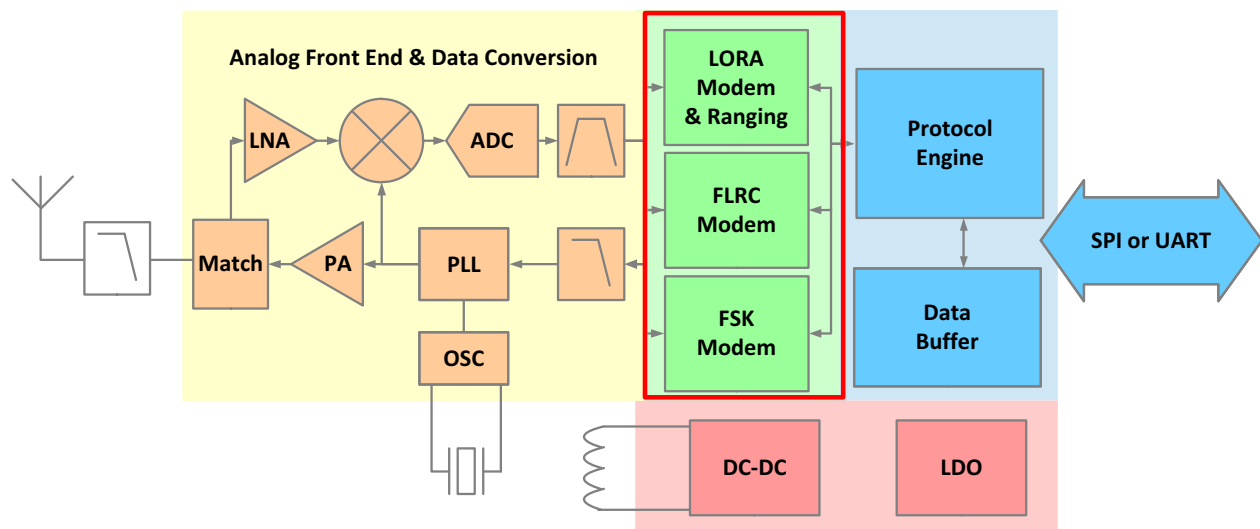 Analog Front End & Data Conversion
LNA
ADC
Match
PA
PLL
OSC
LORA
Modem
& Ranging
FLRC
Modem
FSK
Modem
Protocol
Engine
Data
Buffer
SPI or UART
DC-DC
LDO